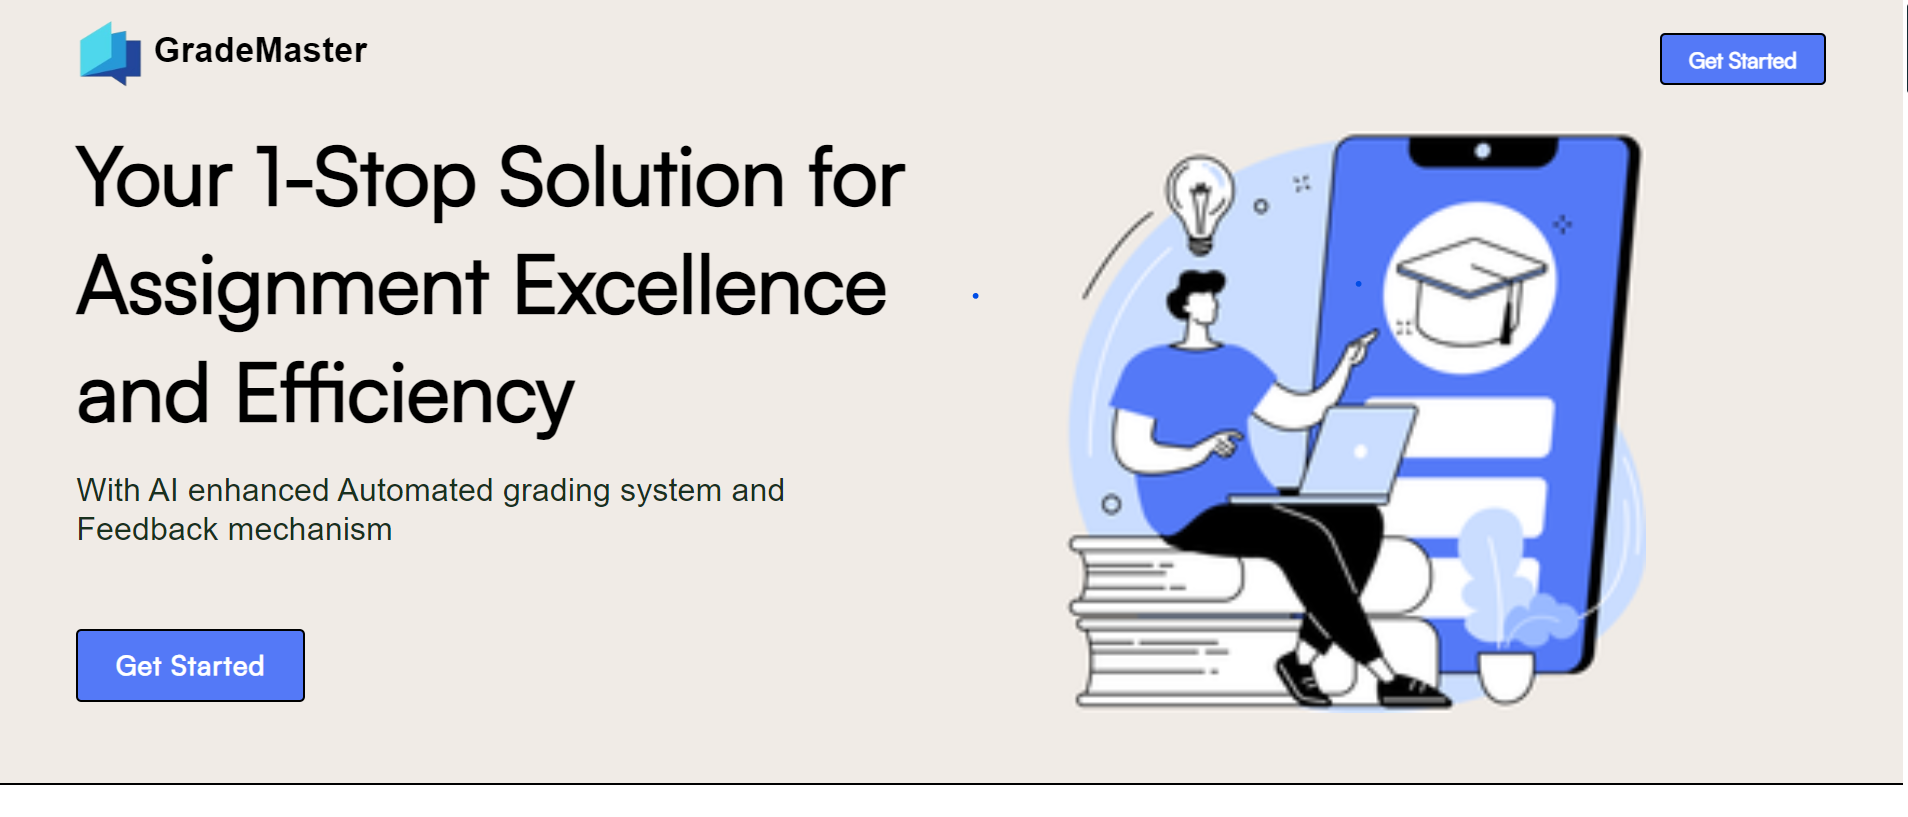 GradeMaster
Get Started
Your 1-Stop Solution for
Assignment Excellence
and Efficiency
With AI enhanced Automated grading system and
Feedback mechanism
Get Started